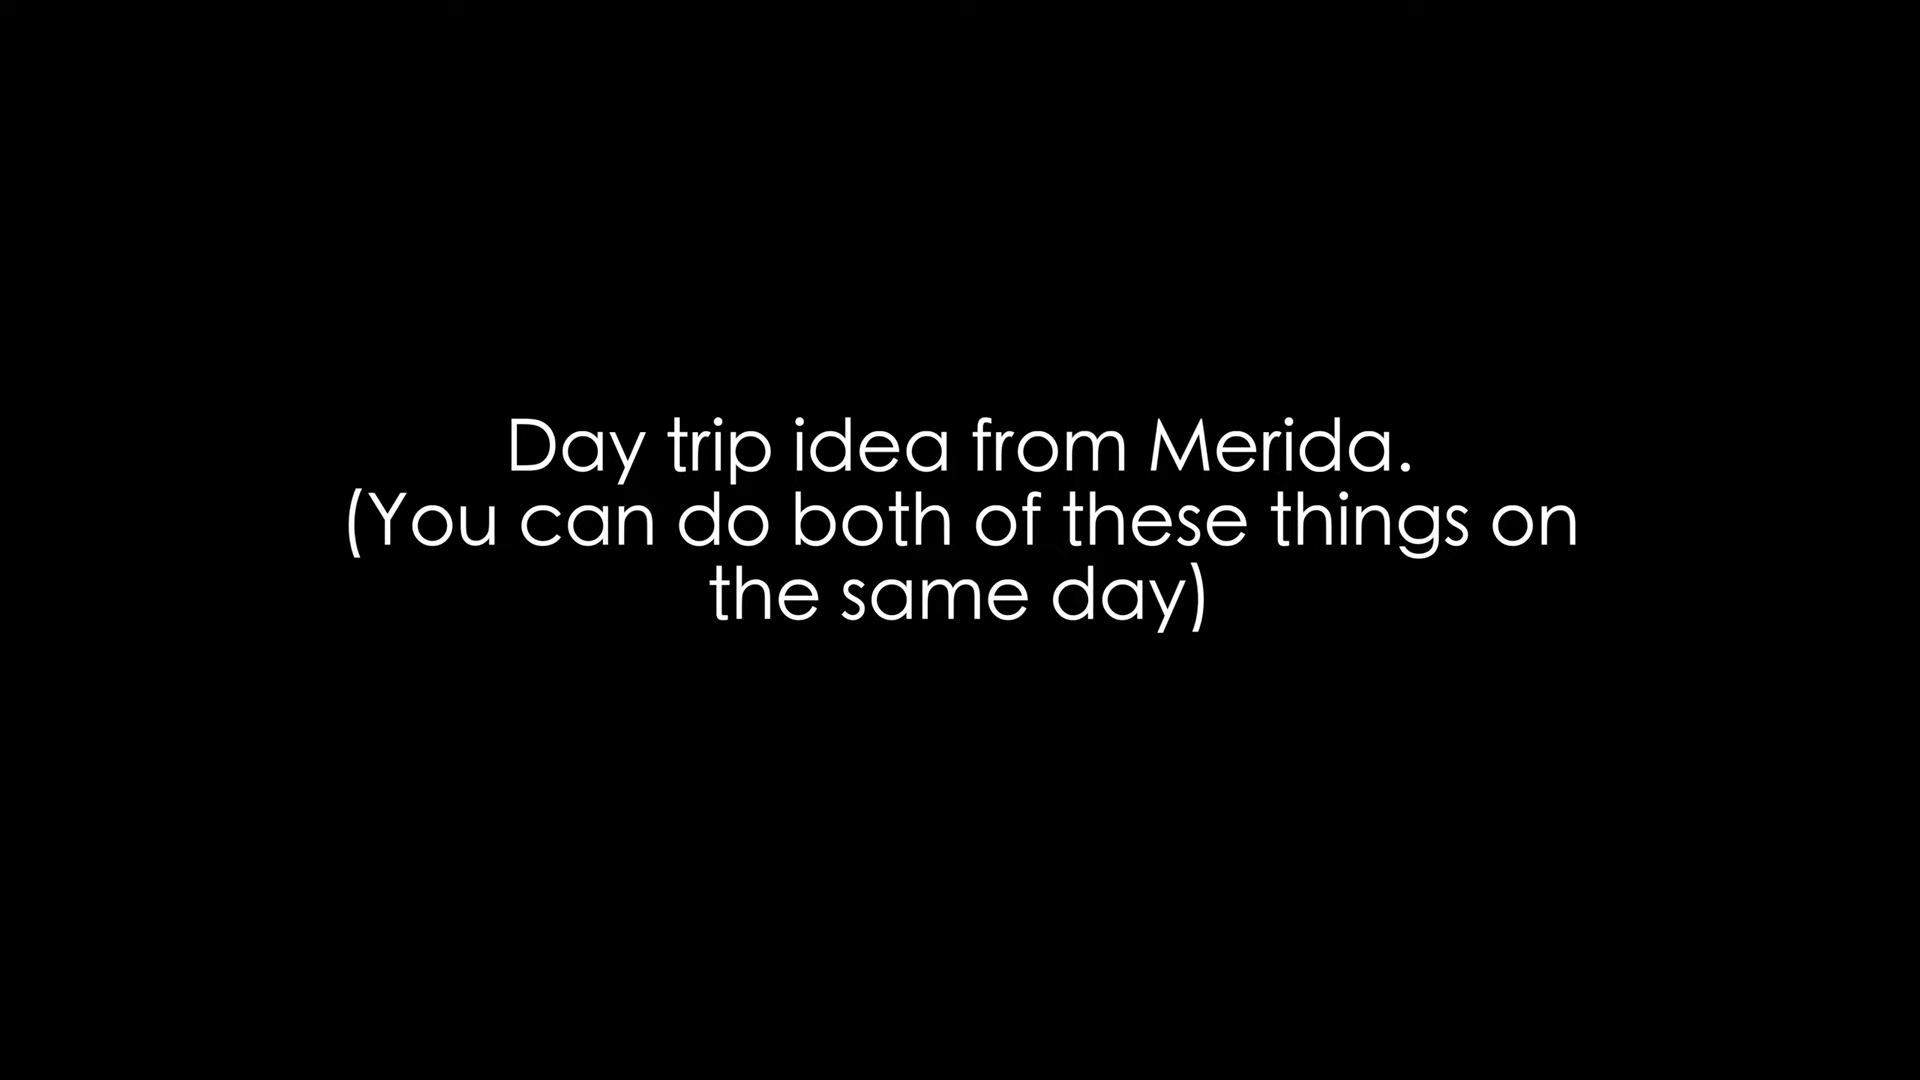 Day trip idea from Merida.
(You can do both of these things on
the same day)